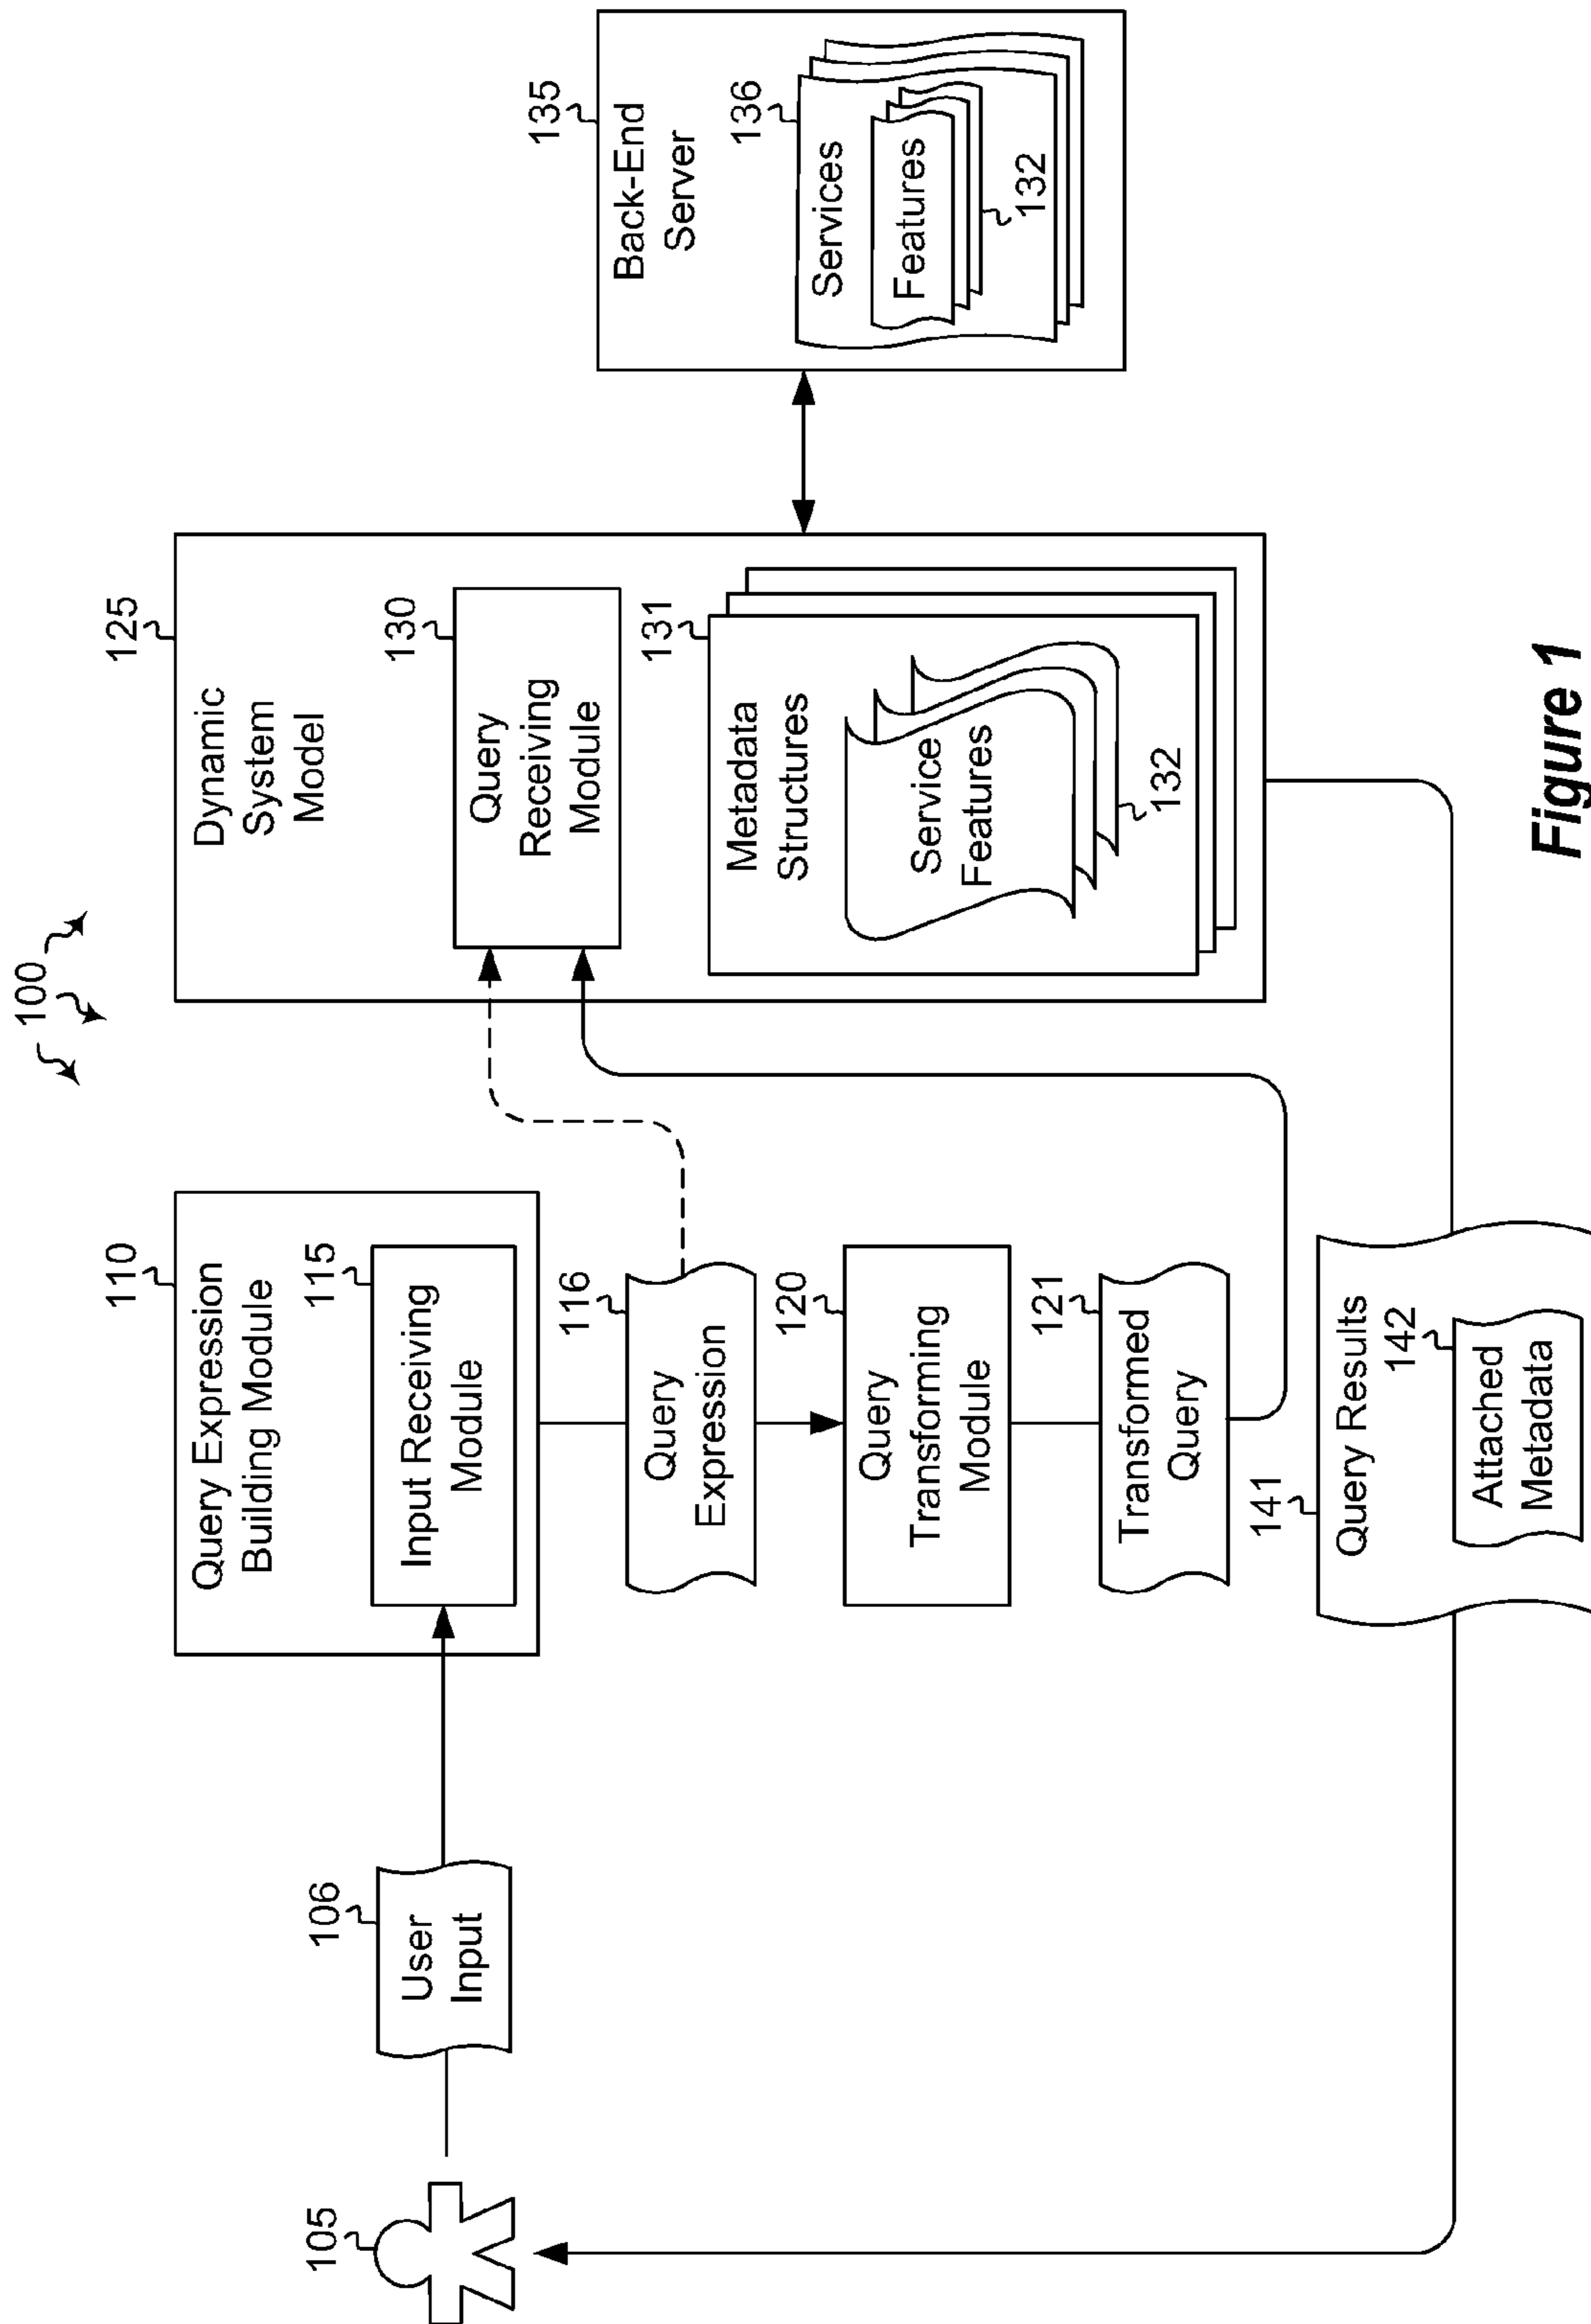 100
105
106
User
Input
110
Query Expression
Building Module
115
Input Receiving
Module
116
Query
Expression
120
Query
Transforming
Module
121
Transformed
Query
125
Dynamic
System
Model
130
Query
Receiving
Module
131
Metadata
Structures
Service
Features
132
135
Back-End
Server
136
Services
Features
132
141
Query Results
142
Attached
Metadata
Figure 1